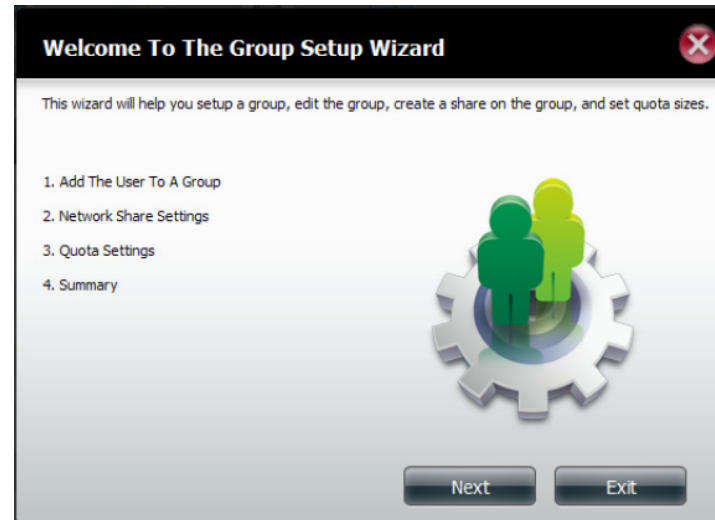 Welcome To The Group Setup Wizard
This wizard will help you setup a group, edit the group, create a share on the group, and set quota sizes.
1. Add The User To A Group
2. Network Share Settings
3. Quota Settings
4. Summary
Next Exit